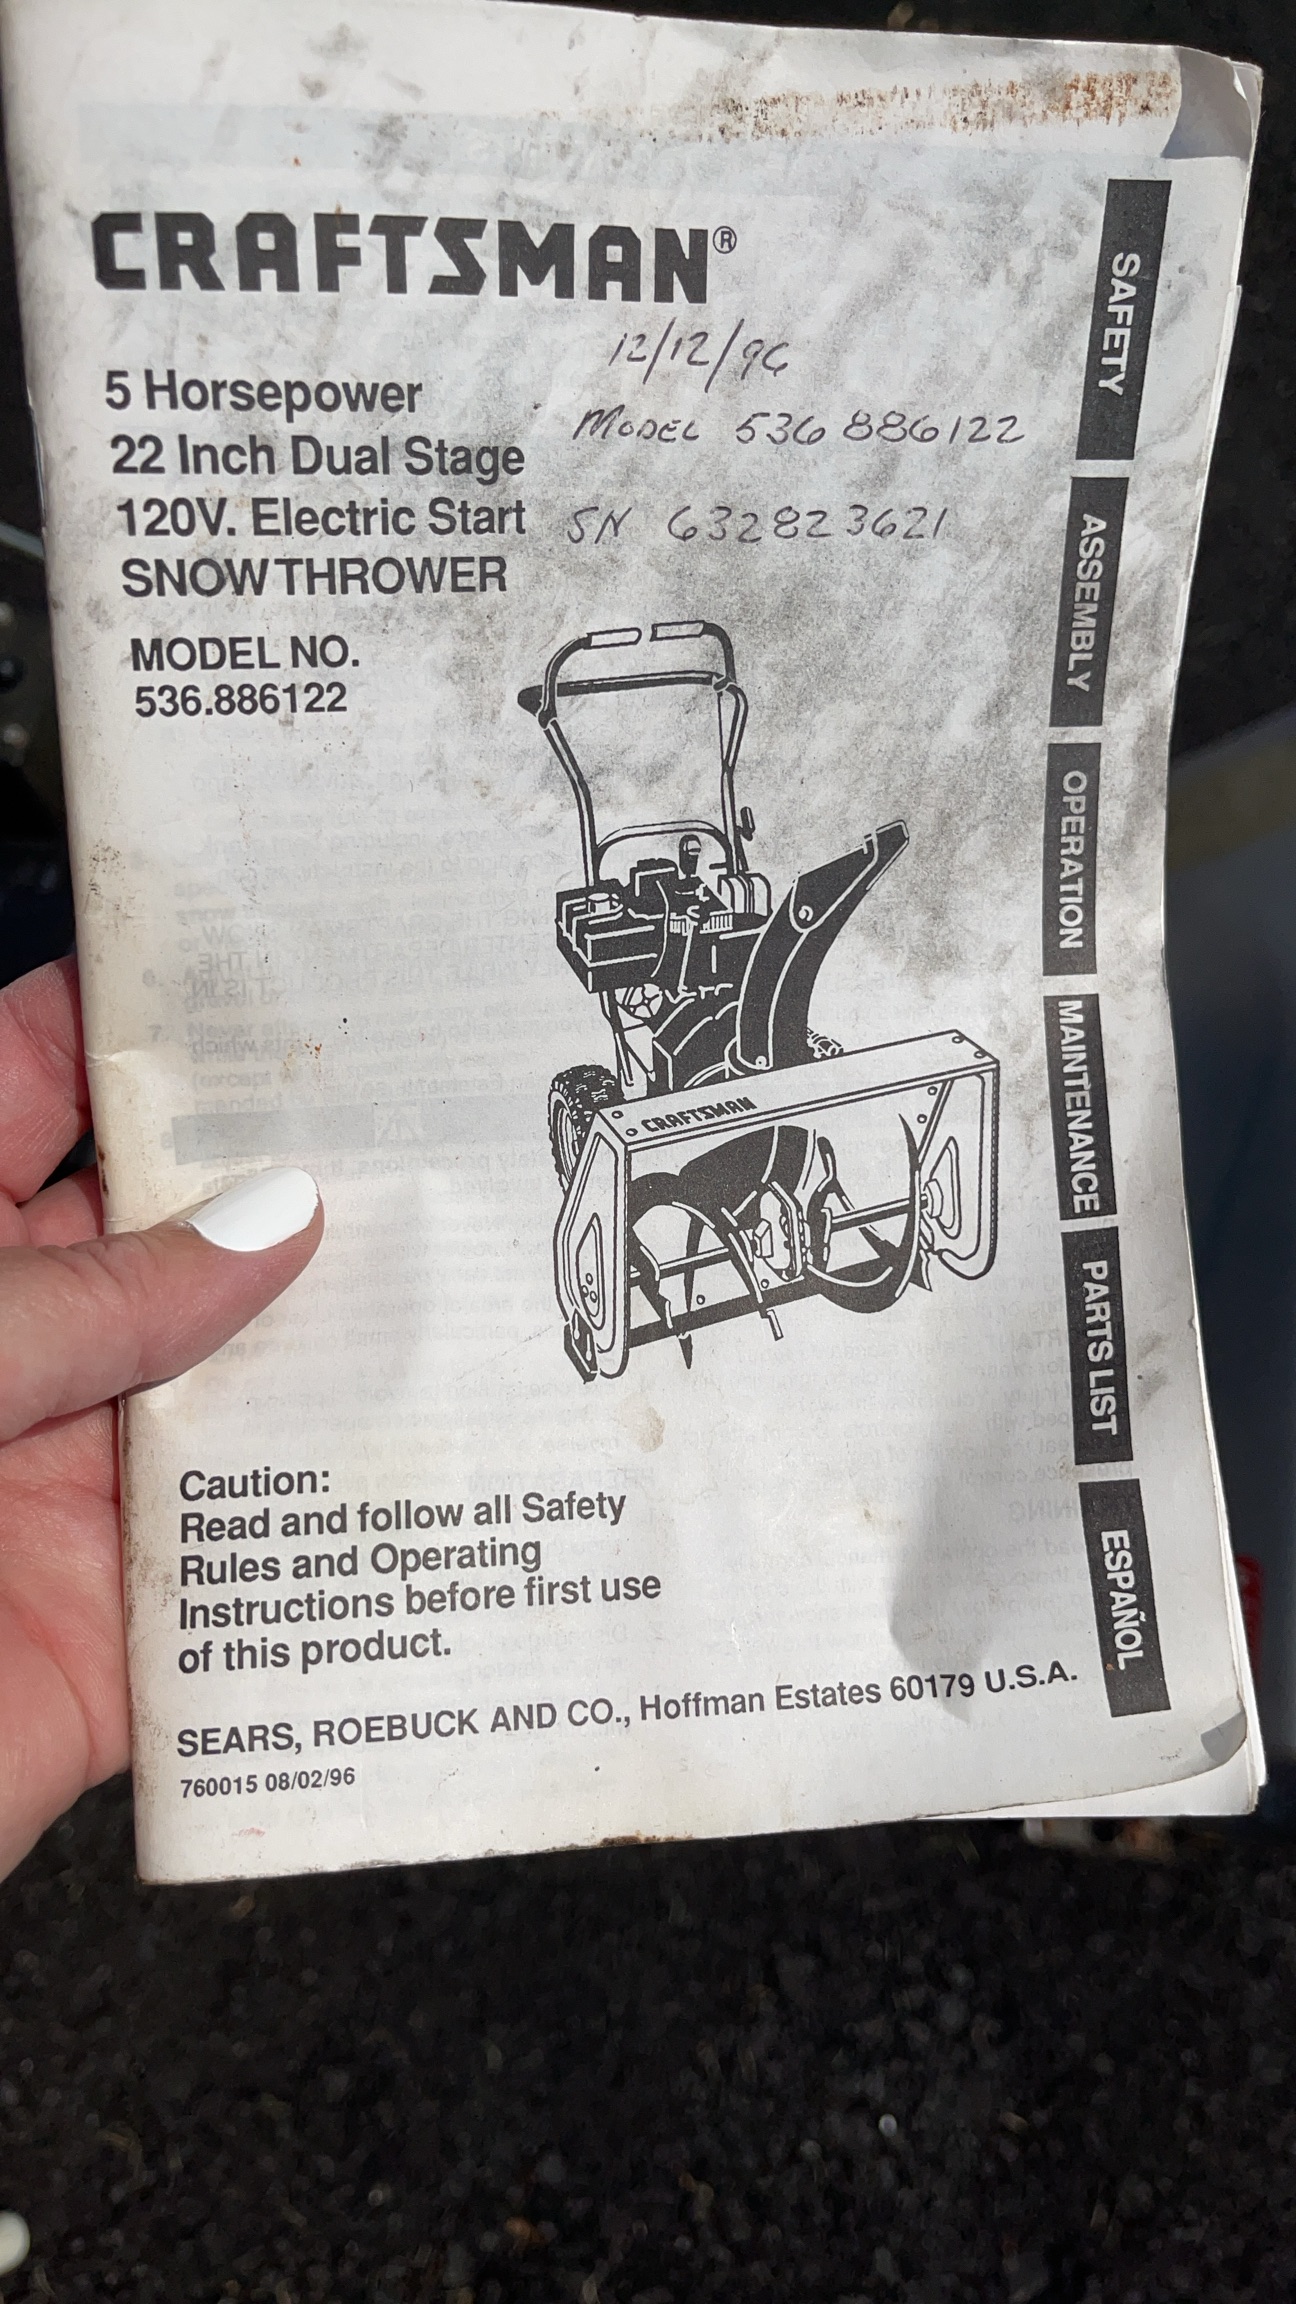 CRAFTSMAN®
12/12/96
5 Horsepower
MODEL 536 886122
22 Inch Dual Stage
120V. Electric Start
SN 632823621
SNOW THROWER
MODEL NO.
536.886122
CRAFTSMAN
Caution:
Read and follow all Safety
Rules and Operating
Instructions before first use
of this product.
SEARS, ROEBUCK AND CO., Hoffman Estates 60179 U.S.A.
760015 08/02/96
SAFETY
ASSEMBLY
OPERATION
MAINTENANCE
PARTS LIST
ESPAÑOL